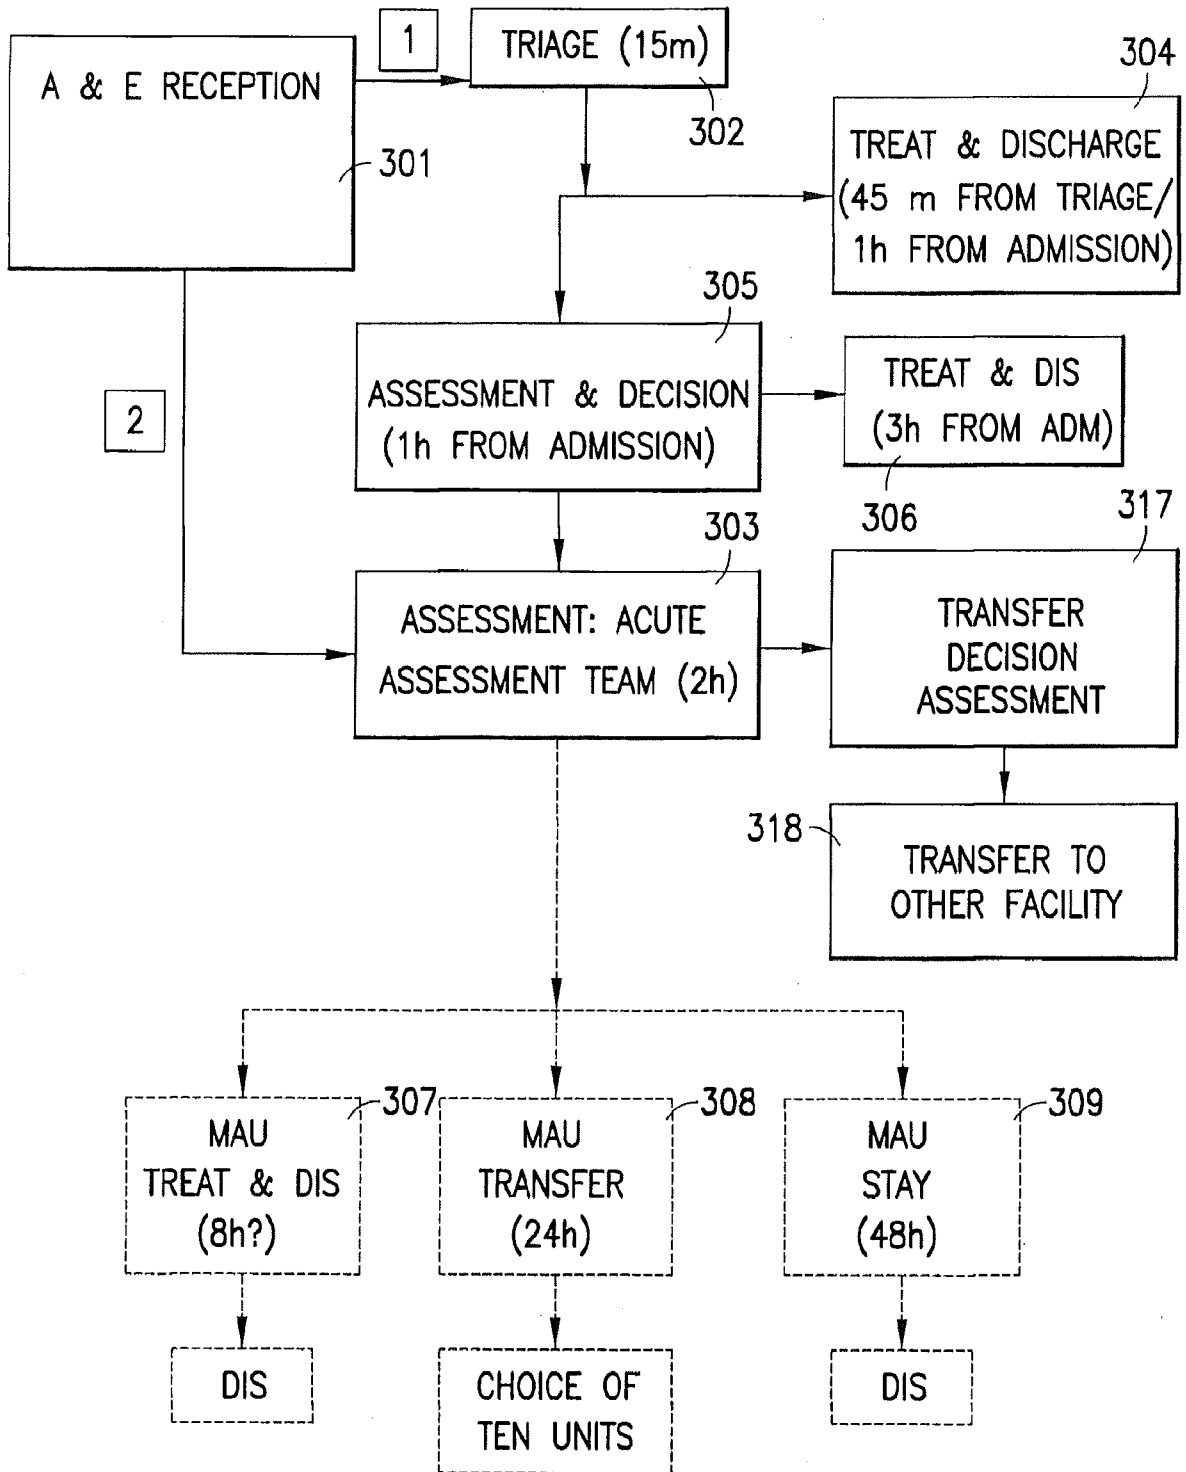 1
TRIAGE (15m)
302
A & E RECEPTION
301
304
TREAT & DISCHARGE
(45 m FROM TRIAGE/
1h FROM ADMISSION)
305
ASSESSMENT & DECISION
(1h FROM ADMISSION)
TREAT & DIS
(3h FROM ADM)
306
2
303
ASSESSMENT: ACUTE
ASSESSMENT TEAM (2h)
317
TRANSFER
DECISION
ASSESSMENT
318
TRANSFER TO
OTHER FACILITY
307
MAU
TREAT & DIS
(8h?)
308
MAU
TRANSFER
(24h)
309
MAU
STAY
(48h)
DIS
CHOICE OF
TEN UNITS
DIS